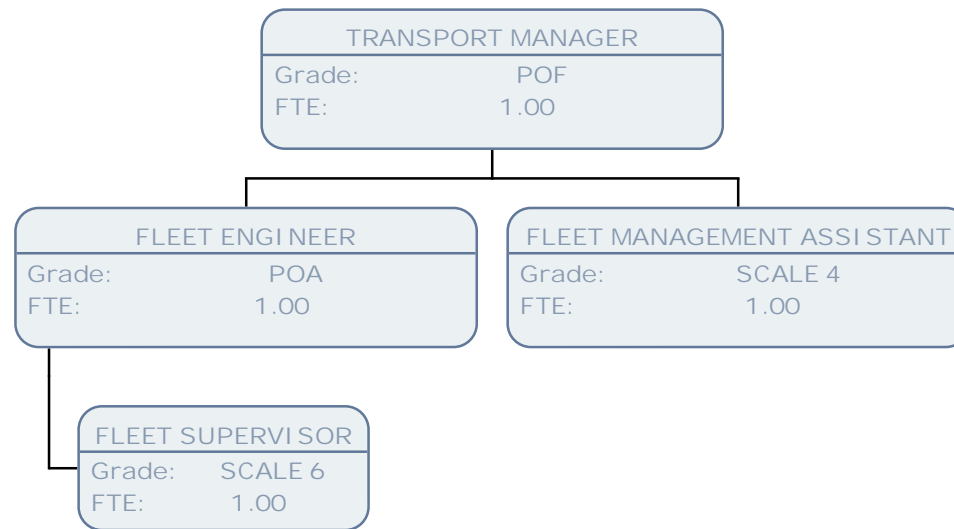 TRANSPORT MANAGER
Grade: POF
FTE: 1.00
FLEET ENGINEER
Grade: POA
FTE: 1.00
FLEET MANAGEMENT ASSISTANT
Grade: SCALE 4
FTE: 1.00
FLEET SUPERVISOR
Grade: SCALE 6
FTE: 1.00